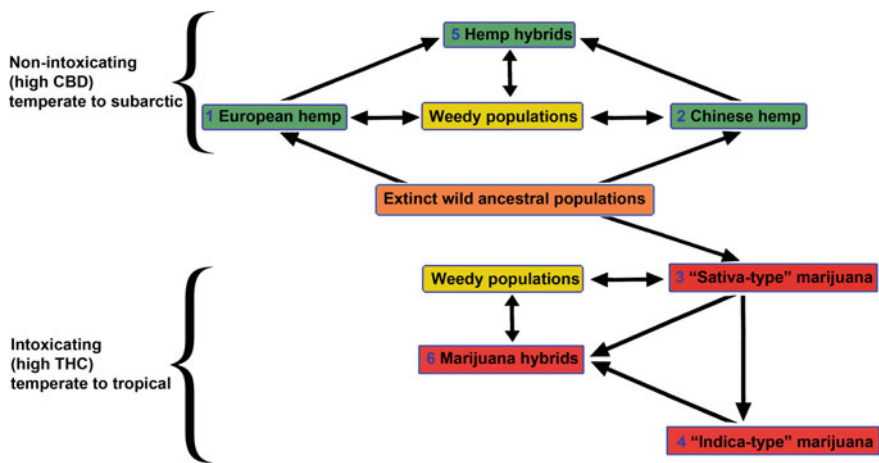 5 Hemp hybrids
Non-intoxicating
(high CBD)
temperate to subarctic
1 European hemp
Weedy populations
2 Chinese hemp
Extinct wild ancestral populations
Weedy populations
3 “Sativa-type” marijuana
Intoxicating
(high THC)
temperate to tropical
6 Marijuana hybrids
4 “Indica-type” marijuana